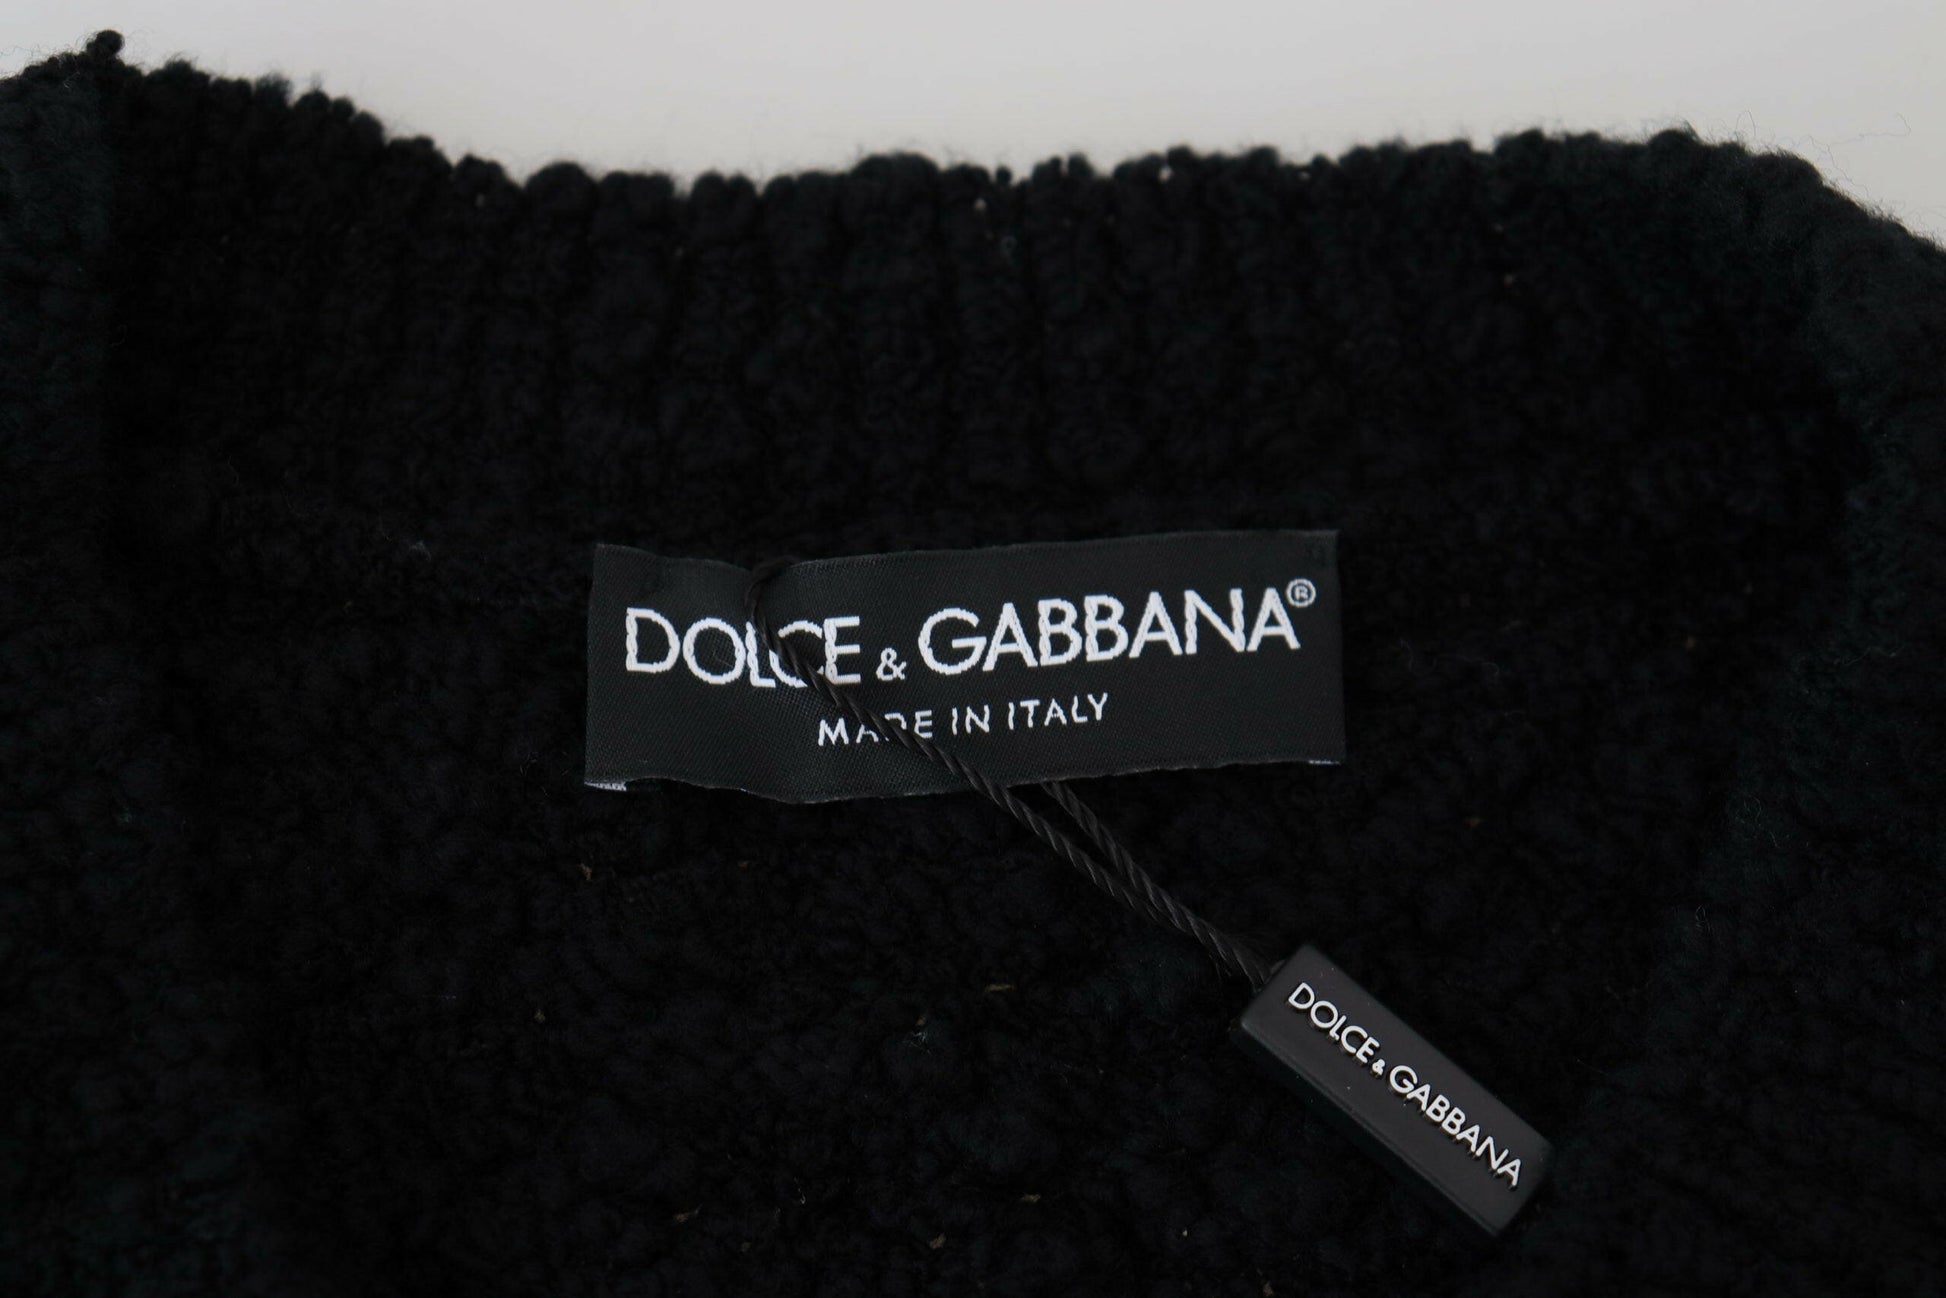 DOLCE & GABBANA®
MADE IN ITALY
DOLCE & GABBANA